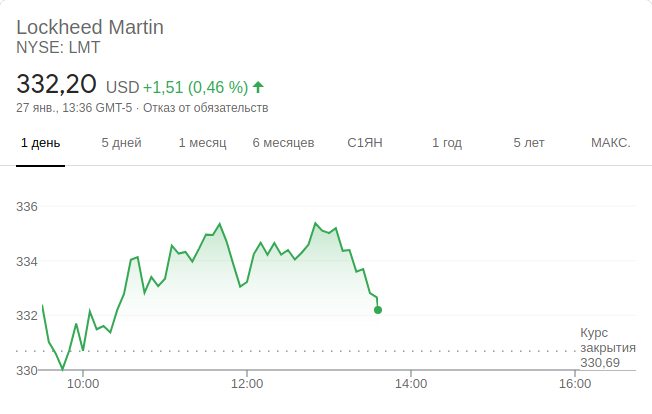 Lockheed Martin
NYSE: LMT
332,20 USD +1,51 (0,46 %)
27 янв., 13:36 GMT-5 · Отказ от обязательств
1 день 5 дней 1 месяц 6 месяцев С1ЯН 1 год 5 лет МАКС.
336
334
332
Курс
закрытия
330,69
330
10:00 12:00 14:00 16:00